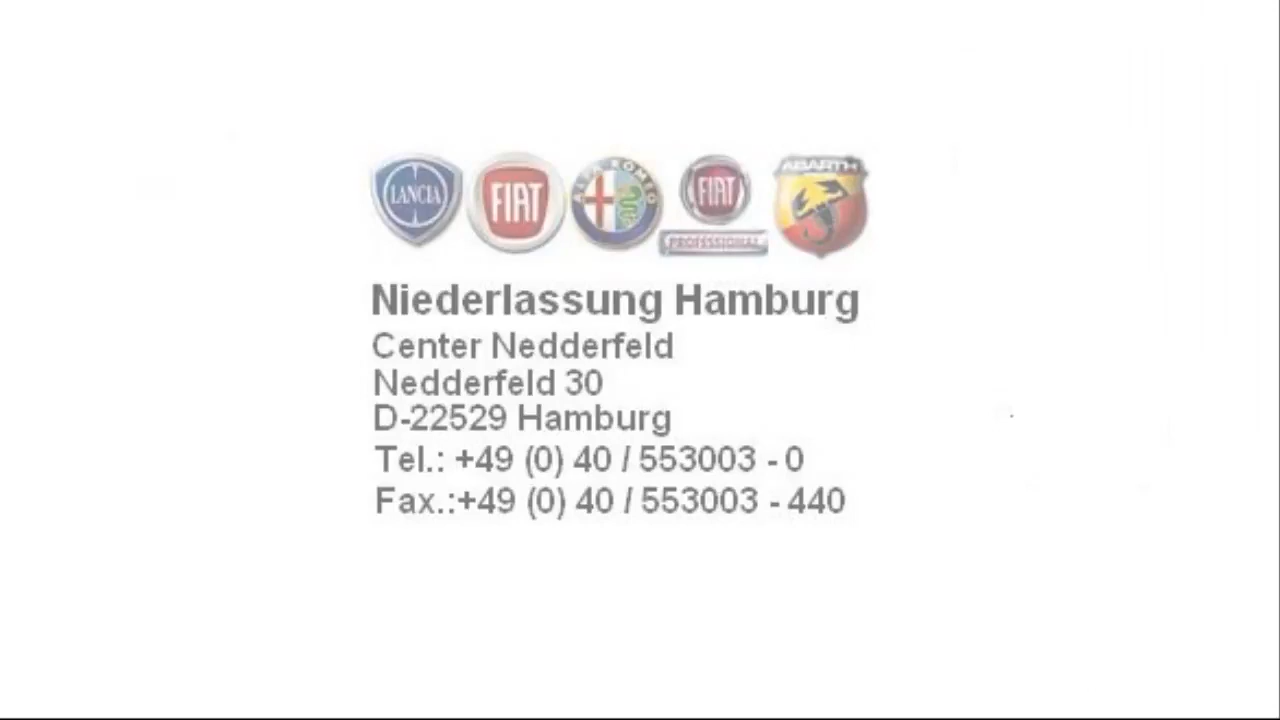 LANCIA FIAT ALFA ROMEO FIAT ABARTH
PROFESSIONAL
Niederlassung Hamburg
Center Nedderfeld
Nedderfeld 30
D-22529 Hamburg
Tel.: +49 (0) 40 / 553003 - 0
Fax.:+49 (0) 40 / 553003 - 440